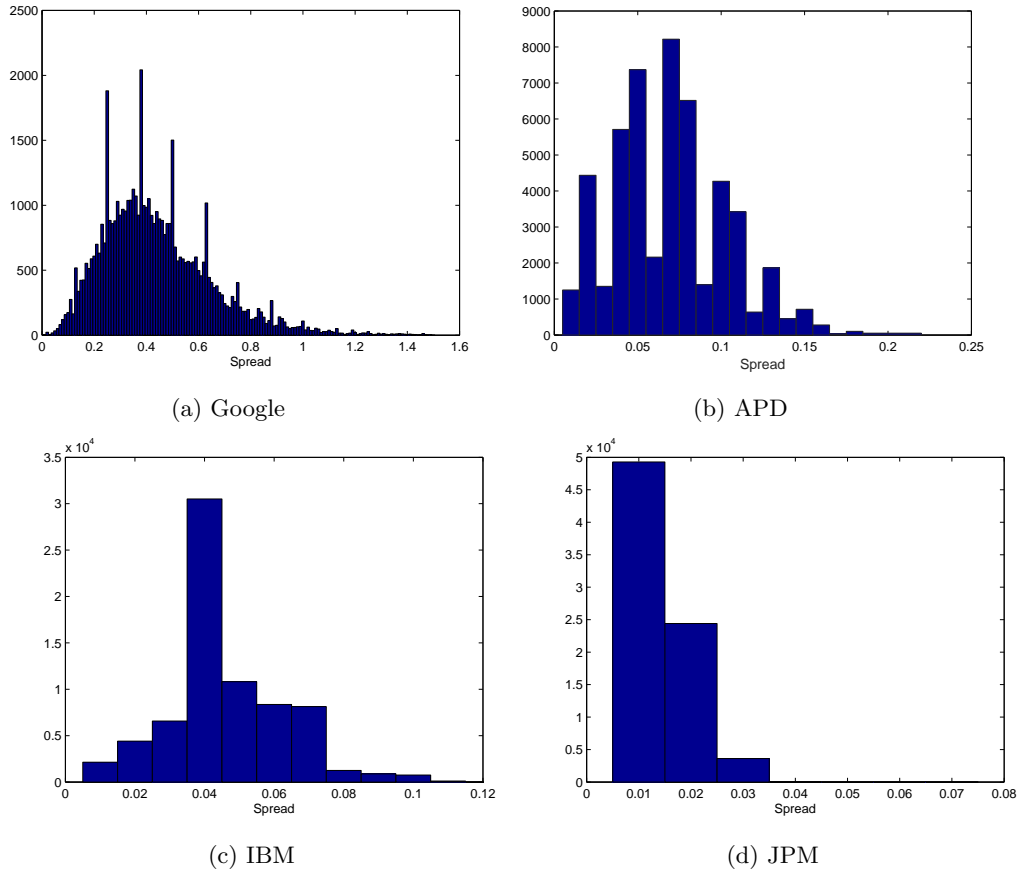 2500
2000
1500
1000
500
0
0 0.2 0.4 0.6 0.8 1 1.2 1.4 1.6
Spread
(a) Google
9000
8000
7000
6000
5000
4000
3000
2000
1000
0
0 0.05 0.1 0.15 0.2 0.25
Spread
(b) APD
x 10^4
3.5
3
2.5
2
1.5
1
0.5
0
0 0.02 0.04 0.06 0.08 0.1 0.12
Spread
(c) IBM
x 10^4
5
4.5
4
3.5
3
2.5
2
1.5
1
0.5
0
0 0.01 0.02 0.03 0.04 0.05 0.06 0.07 0.08
Spread
(d) JPM